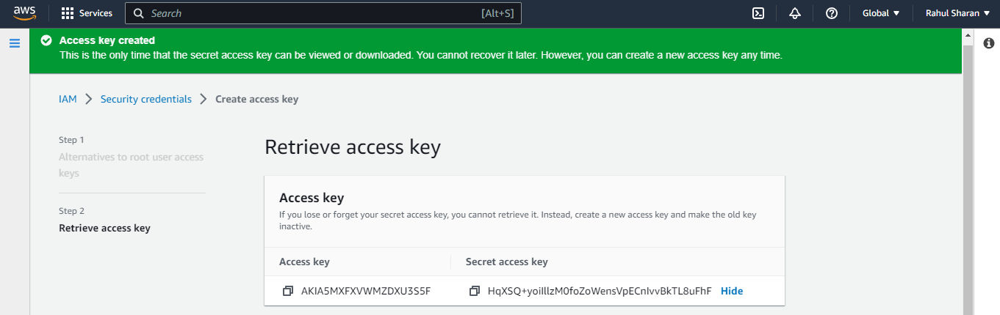 aws
Services
Search
[Alt+S]
Global
Rahul Sharan
Access key created
This is the only time that the secret access key can be viewed or downloaded. You cannot recover it later. However, you can create a new access key any time.
IAM > Security credentials > Create access key
Step 1
Alternatives to root user access
keys
Step 2
Retrieve access key
Retrieve access key
Access key
If you lose or forget your secret access key, you cannot retrieve it. Instead, create a new access key and make the old key
inactive.
Access key
Secret access key
AKIA5MXFXVWMZDXU3S5F
Hide